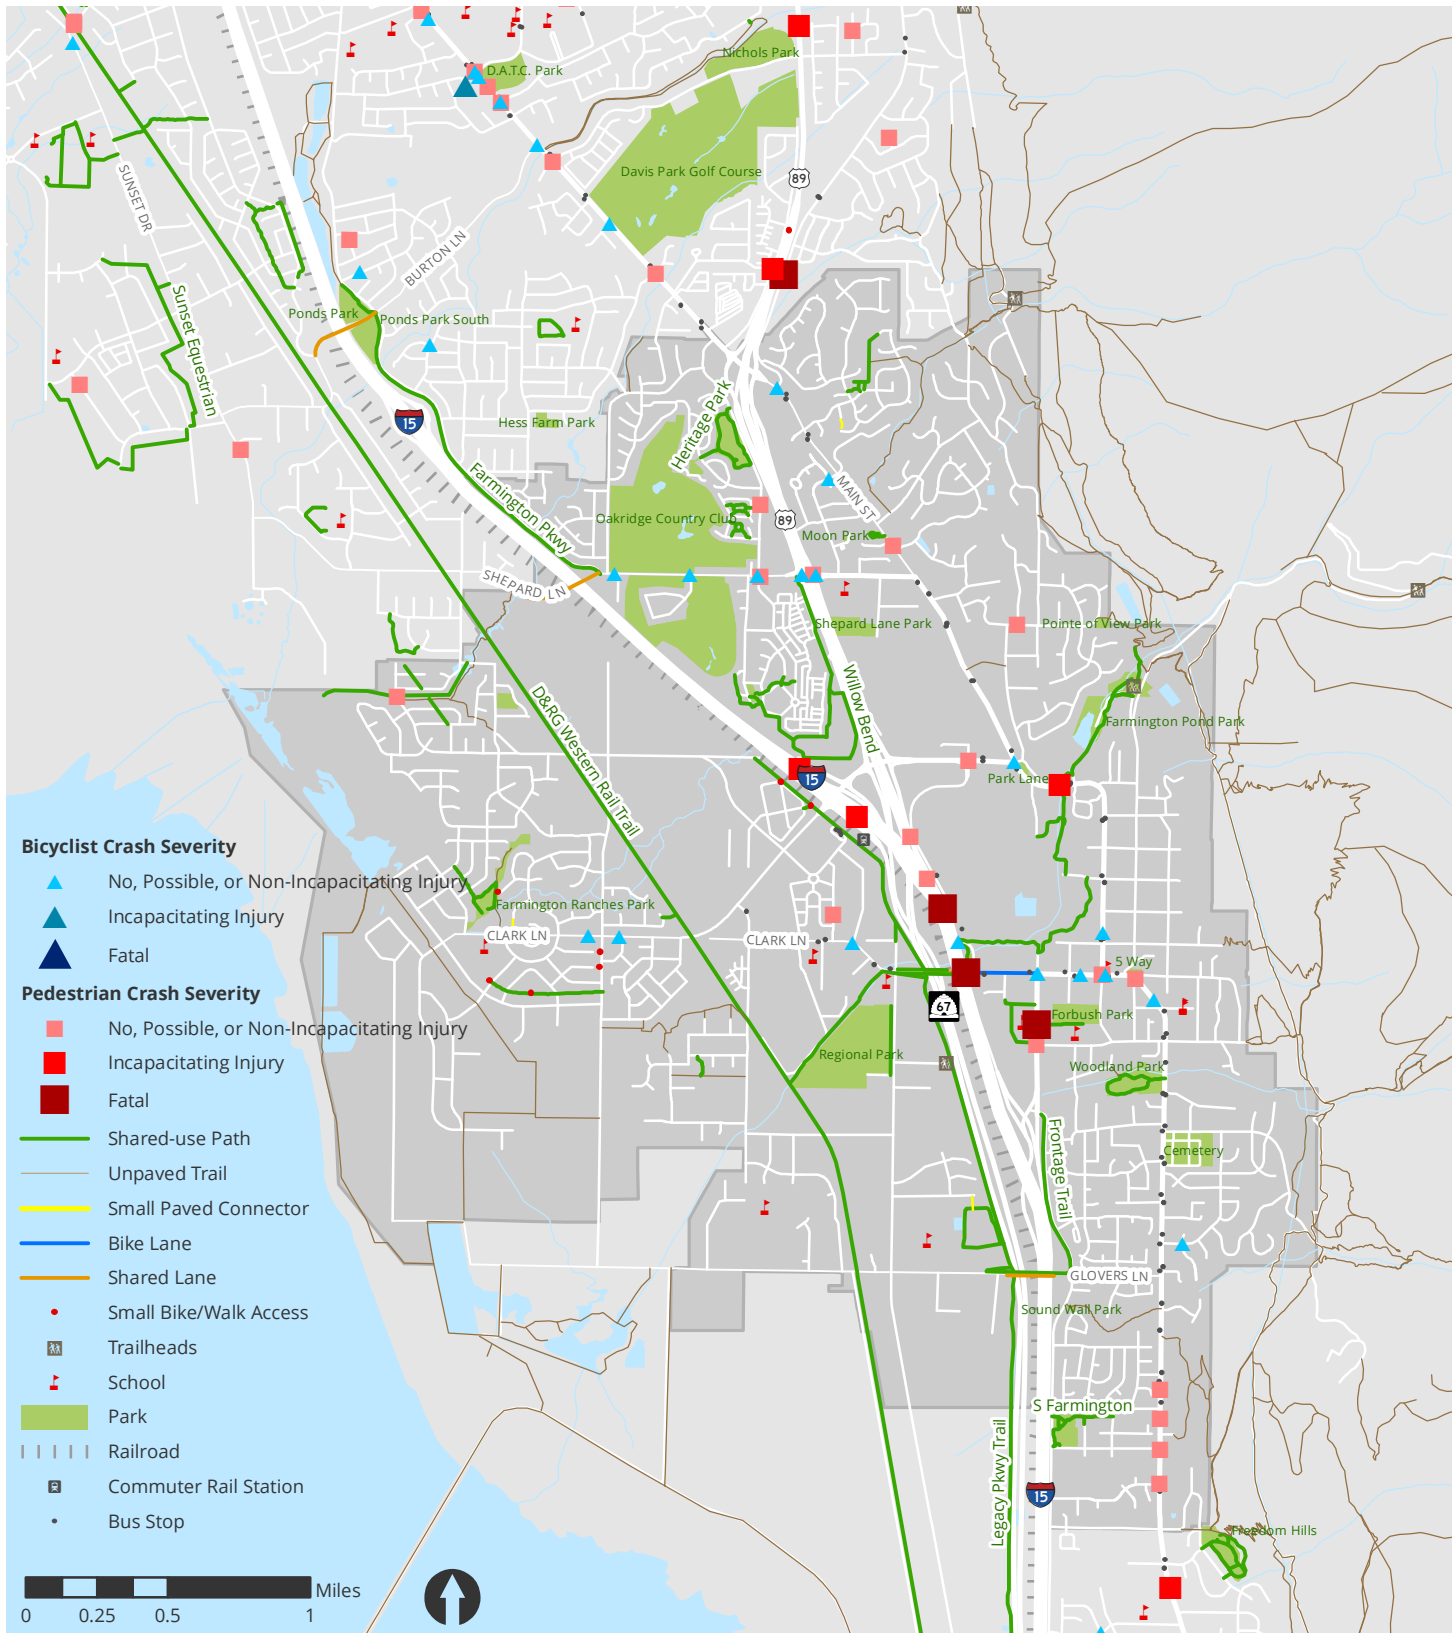 Nichols Park
D.A.T.C. Park
Davis Park Golf Course
89
SUNSET DR
BURTON LN
Sunset Equestrian
Ponds Park
Ponds Park South
15
Hess Farm Park
Heritage Park
Farmington Pkwy
Oakridge Country Club
MAIN ST
89
Moon Park
SHEPARD LN
Shepard Lane Park
Pointe of View Park
Willow Bend
D&RG Western Rail Trail
Farmington Pond Park
Park Lane
15
Farmington Ranches Park
CLARK LN
CLARK LN
5 Way
67
Forbush Park
Regional Park
Woodland Park
Frontage Trail
Cemetery
GLOVERS LN
Sound Wall Park
S Farmington
Legacy Pkwy Trail
15
Freedom Hills
Bicyclist Crash Severity
No, Possible, or Non-Incapacitating Injury
Incapacitating Injury
Fatal
Pedestrian Crash Severity
No, Possible, or Non-Incapacitating Injury
Incapacitating Injury
Fatal
Shared-use Path
Unpaved Trail
Small Paved Connector
Bike Lane
Shared Lane
Small Bike/Walk Access
Trailheads
School
Park
Railroad
Commuter Rail Station
Bus Stop
Miles
0 0.25 0.5 1